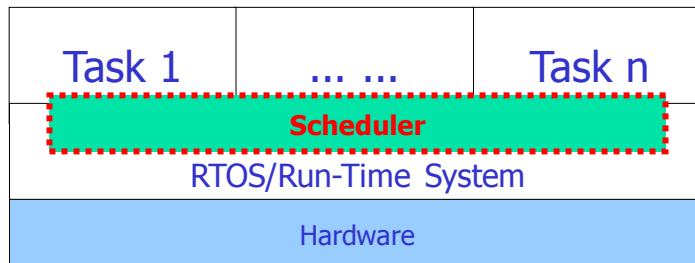 Task 1 ... ... Task n
Scheduler
RTOS/Run-Time System
Hardware